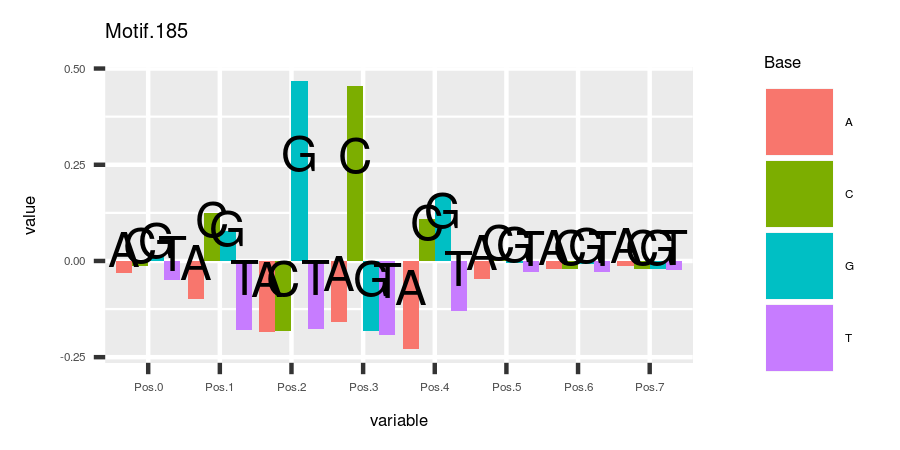 Motif.185
Base
0.50
0.25
0.00
-0.25
value
A C G T A C G T A C G T A C G T A C G T A C G T A C G T A C G T
Pos.0 Pos.1 Pos.2 Pos.3 Pos.4 Pos.5 Pos.6 Pos.7
variable
A
C
G
T